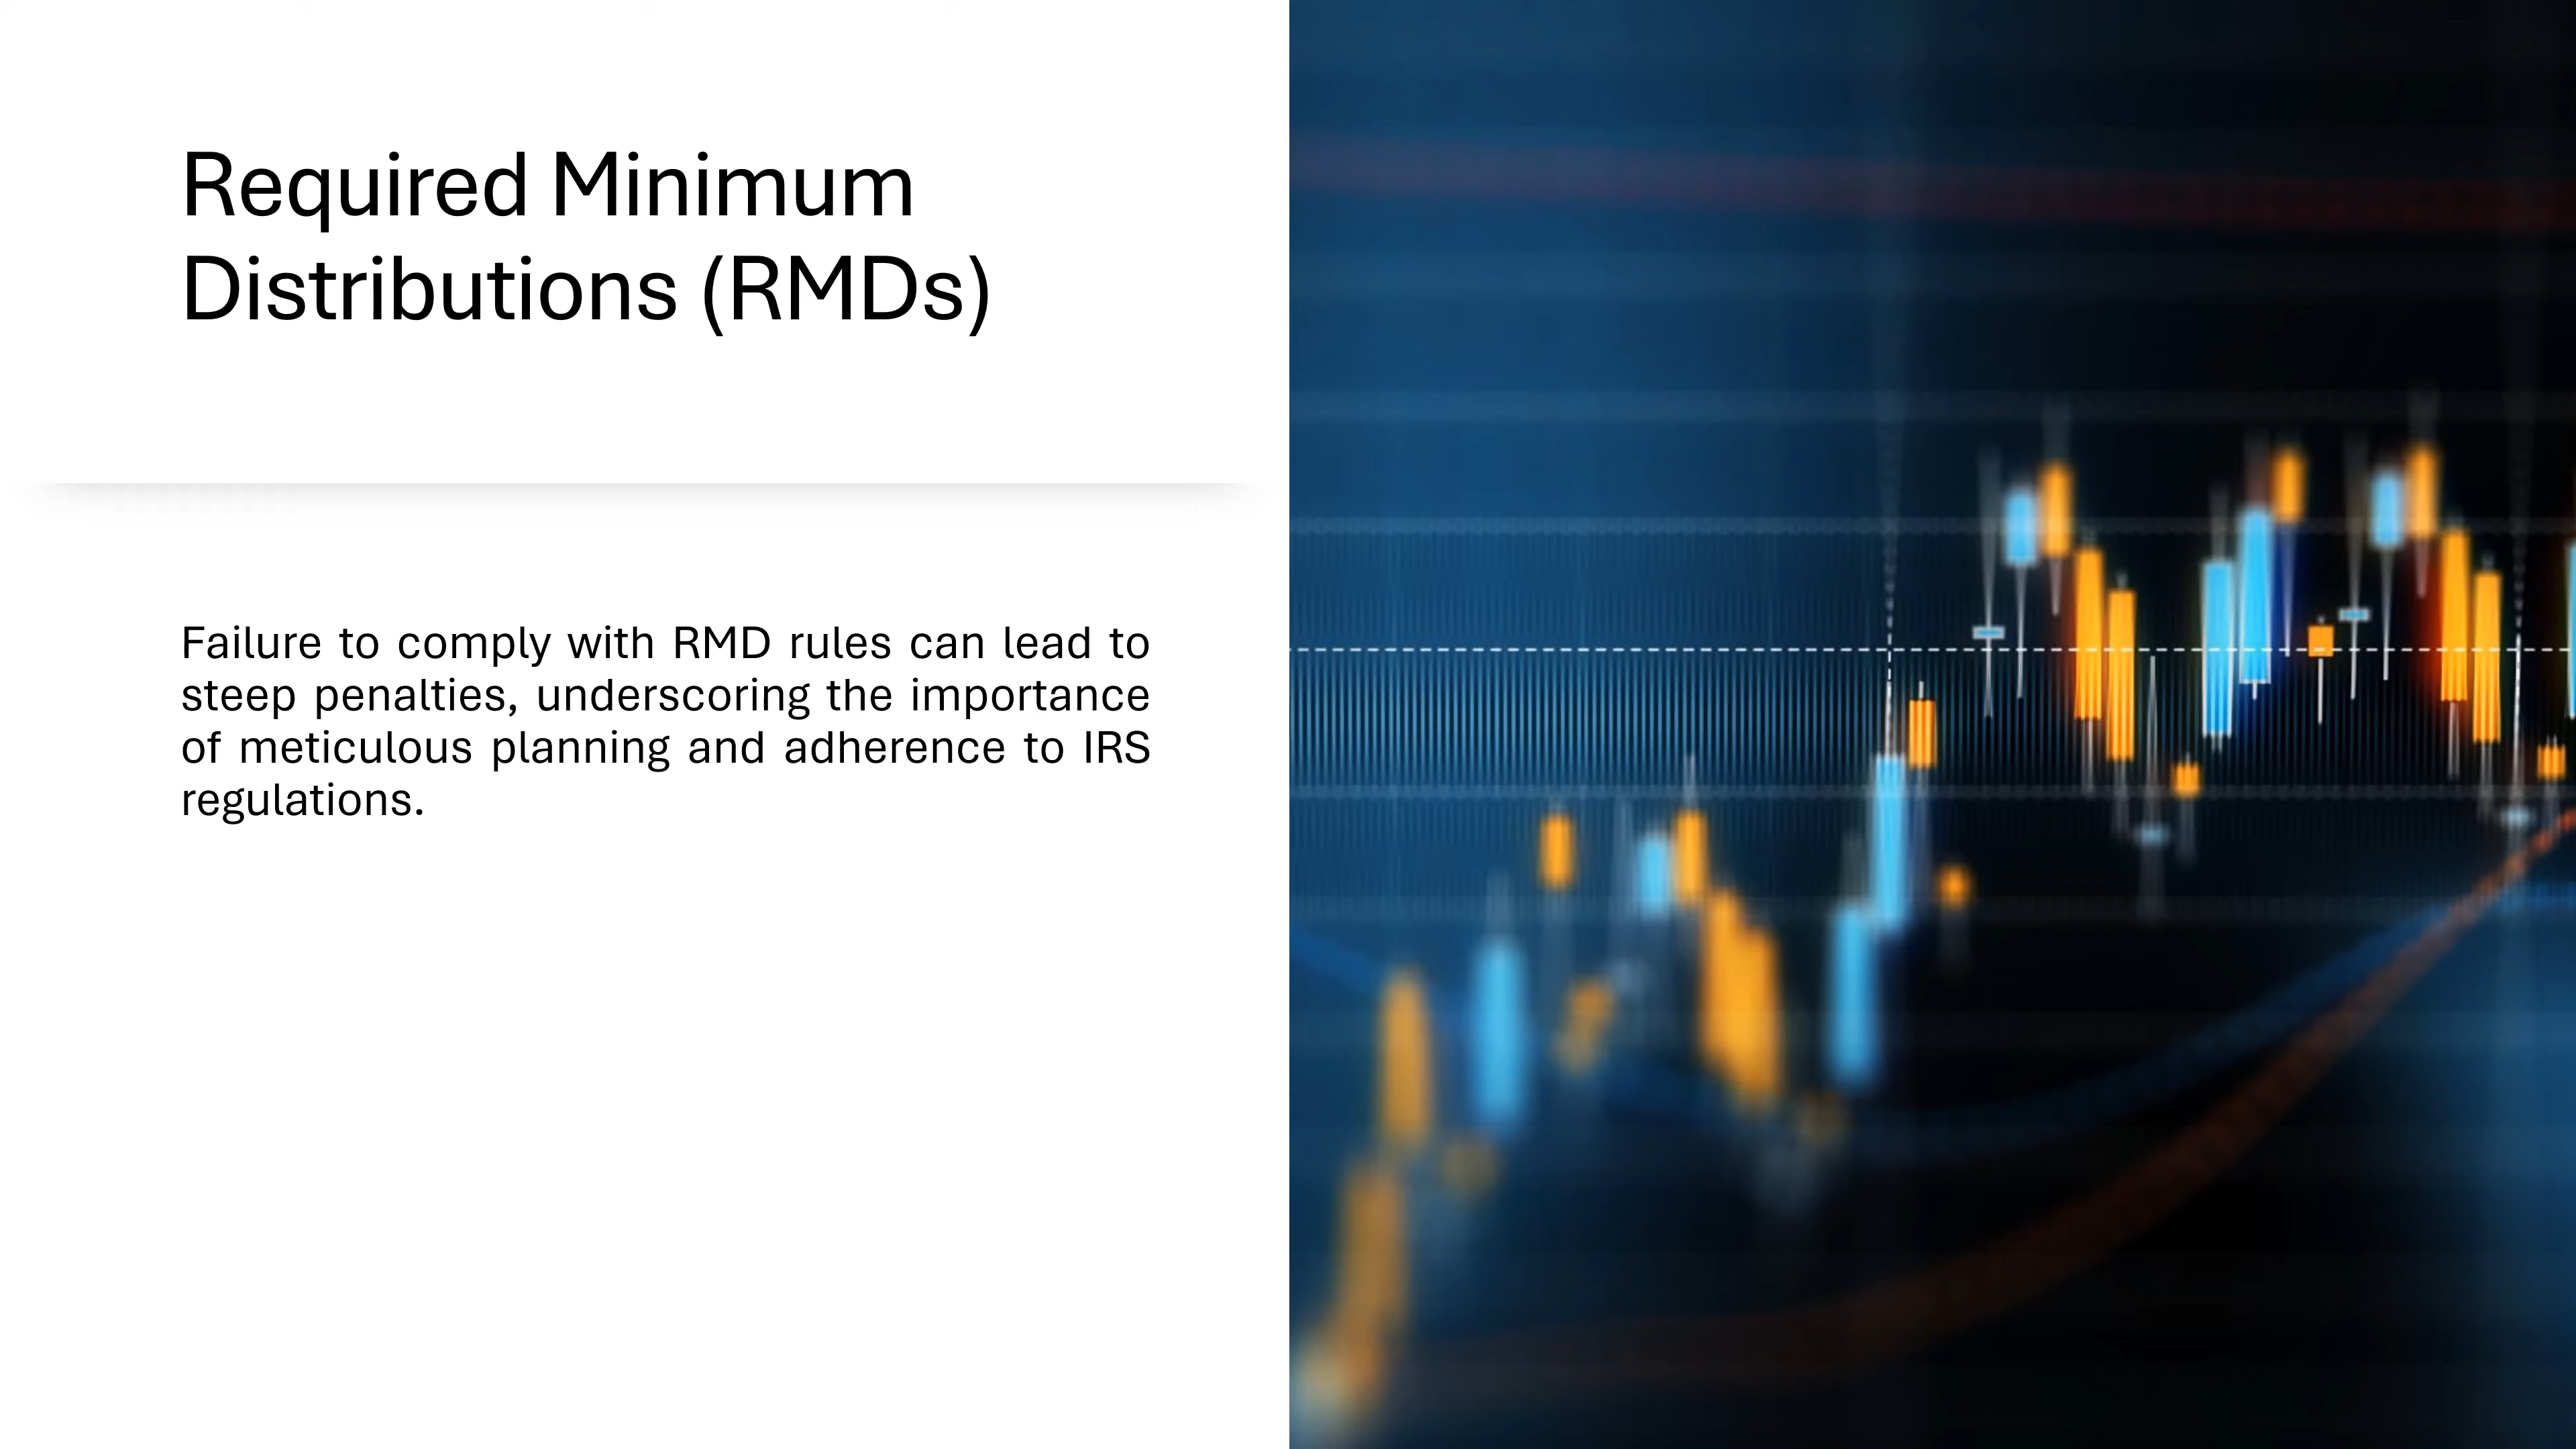 Required Minimum
Distributions (RMDs)
Failure to comply with RMD rules can lead to
steep penalties, underscoring the importance
of meticulous planning and adherence to IRS
regulations.